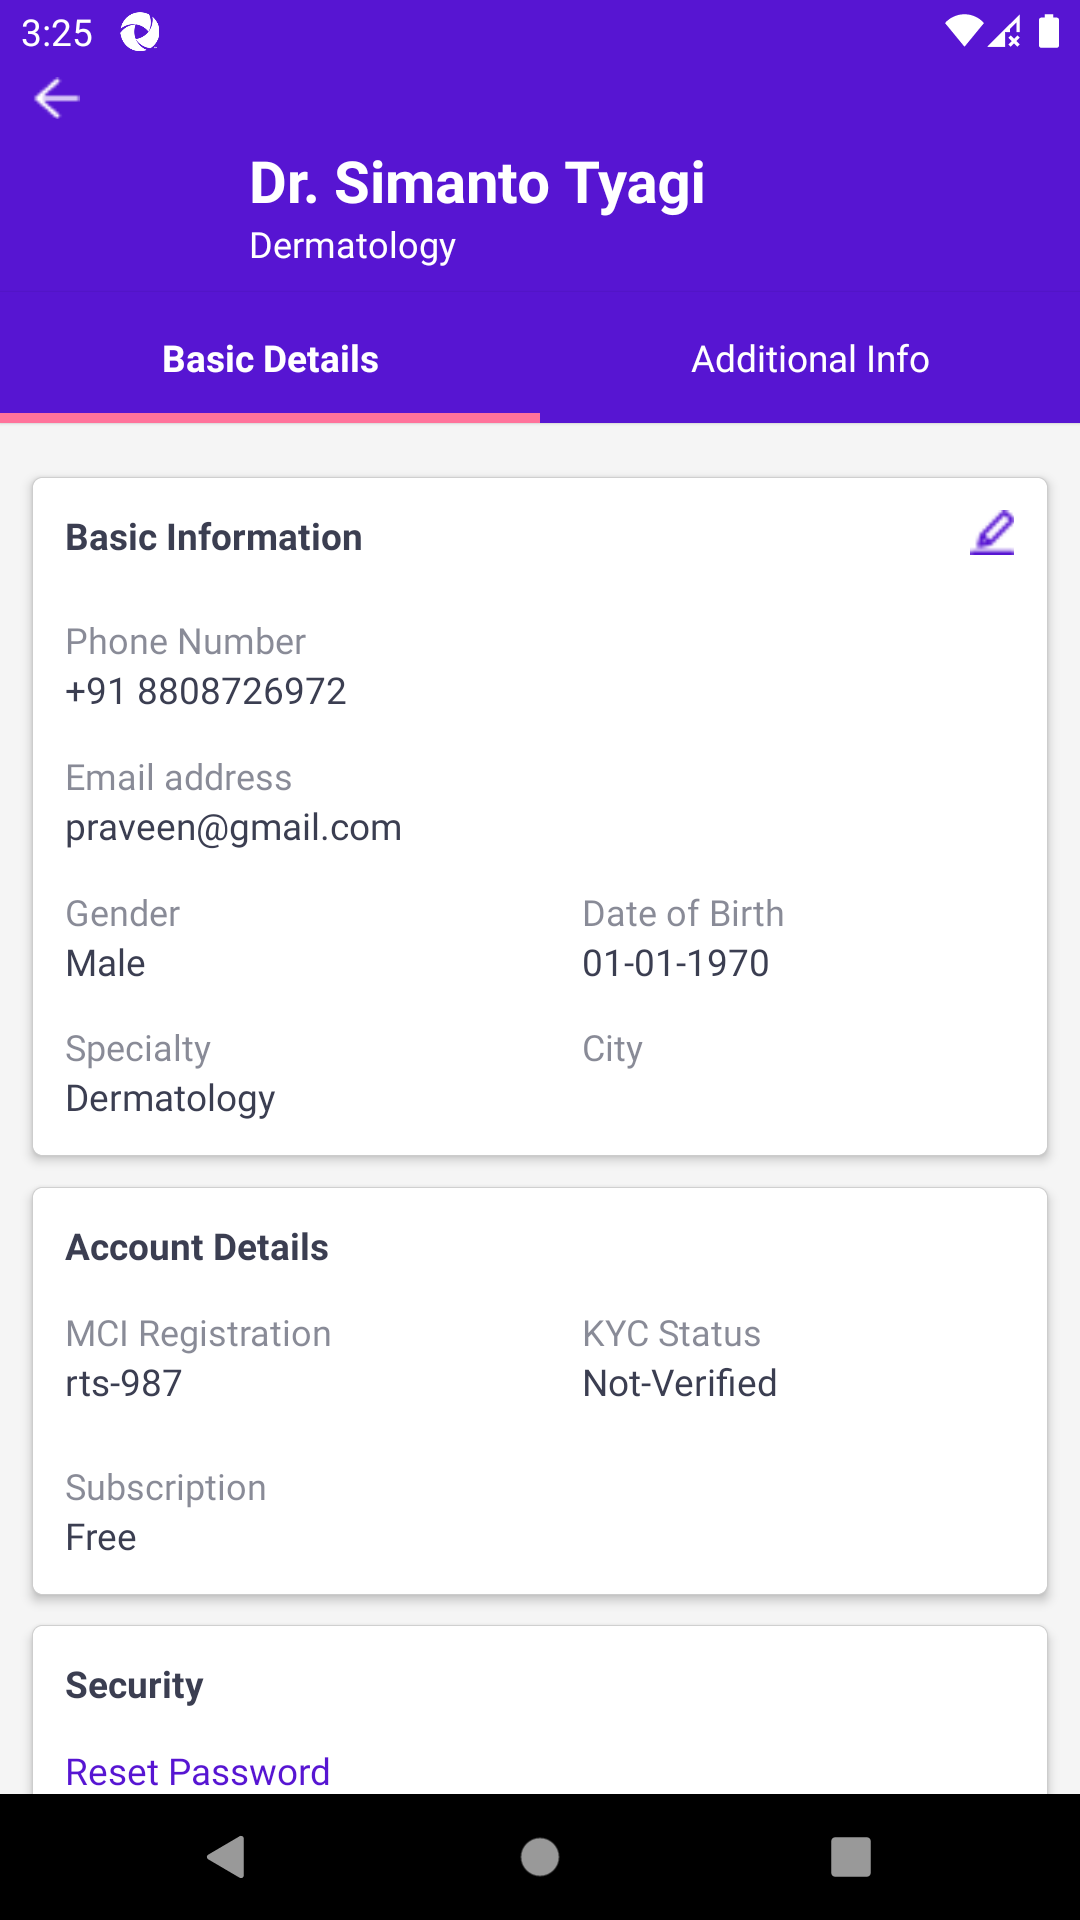 3:25
Dr. Simanto Tyagi
Dermatology
Basic Details
Additional Info
Basic Information
Phone Number
+91 8808726972
Email address
praveen@gmail.com
Gender
Date of Birth
Male
01-01-1970
Specialty
City
Dermatology
Account Details
MCI Registration
KYC Status
rts-987
Not-Verified
Subscription
Free
Security
Reset Password